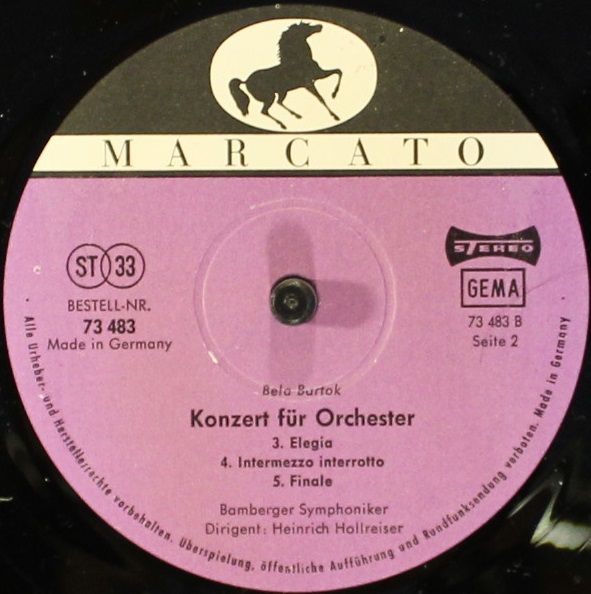 MARCATO
ST 33
STEREO
BESTELL-NR.
GEMA
73 483
73 483 B
Made in Germany
Seite 2
Bela Bartok
Konzert für Orchester
3. Elegia
4. Intermezzo interrotto
5. Finale
Bamberger Symphoniker
Dirigent: Heinrich Hollreiser
· Alle Urheber- und Herstellerrechte vorbehalten. Überspielung, öffentliche Aufführung und Rundfunksendung verboten. Made in Germany ·